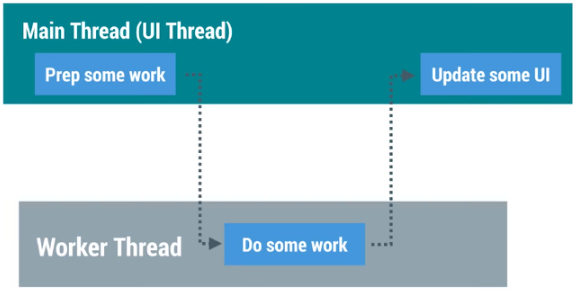 Main Thread (UI Thread)
Prep some work
Update some UI
Worker Thread
Do some work